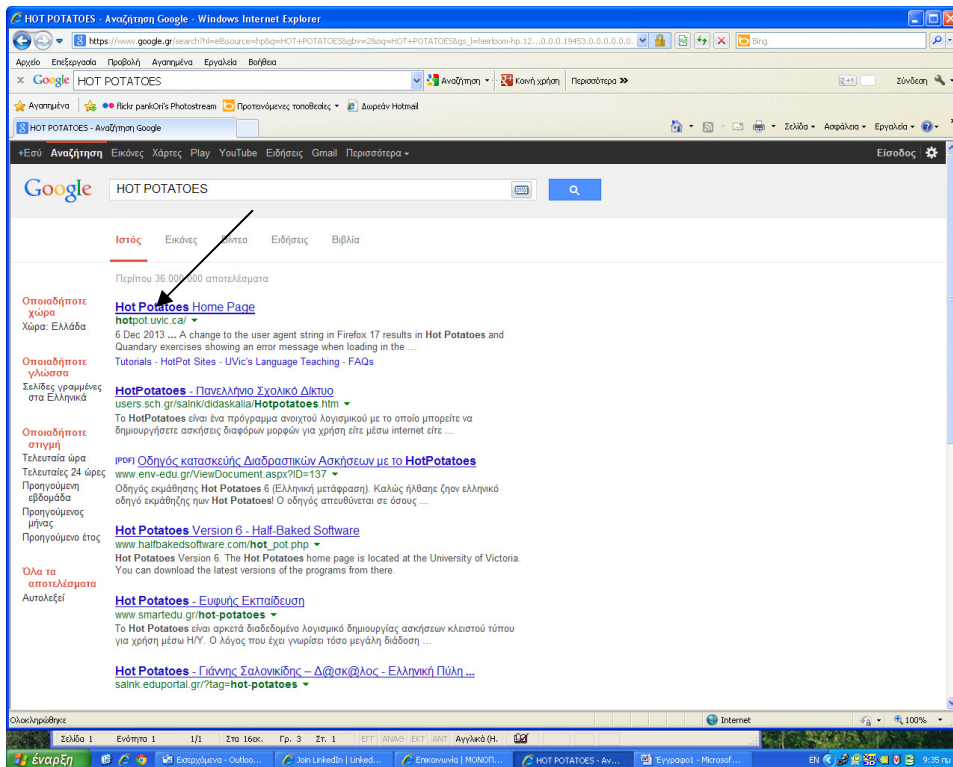 HOT POTATOES - Αναζήτηση Google - Windows Internet Explorer
https://www.google.gr/search?hl=el&source=hp&q=HOT+POTATOES&gbv=2&oq=HOT+POTATOES&gs_l=heirloom-hp.12...0.0.0.19453.0.0.0.0.0.0.
Bing
Αρχείο Επεξεργασία Προβολή Αγαπημένα Εργαλεία Βοήθεια
x Google HOT POTATOES Αναζήτηση Κοινή χρήση Περισσότερα >> Σύνδεση
Αγαπημένα flickr pankOri's Photostream Προτεινόμενες τοποθεσίες Δωρεάν Hotmail
HOT POTATOES - Αναζήτηση Google Σελίδα Ασφάλεια Εργαλεία
+Εσύ Αναζήτηση Εικόνες Χάρτες Play YouTube Ειδήσεις Gmail Περισσότερα Είσοδος
Google HOT POTATOES
Ιστός Εικόνες Βίντεο Ειδήσεις Βιβλία
Περίπου 36.000.000 αποτελέσματα
Οποιαδήποτε
χώρα
Χώρα: Ελλάδα
Οποιαδήποτε
γλώσσα
Σελίδες γραμμένες
στα Ελληνικά
Οποιαδήποτε
στιγμή
Τελευταία ώρα
Τελευταίες 24 ώρες
Προηγούμενη
εβδομάδα
Προηγούμενος
μήνας
Προηγούμενο έτος
Όλα τα
αποτελέσματα
Αυτολεξεί
Hot Potatoes Home Page
hotpot.uvic.ca/
6 Dec 2013 ... A change to the user agent string in Firefox 17 results in Hot Potatoes and
Quandary exercises showing an error message when loading in the ...
Tutorials - HotPot Sites - UVic's Language Teaching - FAQs
HotPotatoes - Πανελλήνιο Σχολικό Δίκτυο
users.sch.gr/salnk/didaskalia/Hotpotatoes.htm
Το HotPotatoes είναι ένα πρόγραμμα ανοιχτού λογισμικού με το οποίο μπορείτε να
δημιουργήσετε ασκήσεις διαφόρων μορφών για χρήση είτε μέσω internet είτε ...
[PDF] Οδηγός κατασκευής Διαδραστικών Ασκήσεων με το HotPotatoes
www.env-edu.gr/ViewDocument.aspx?ID=137
Οδηγός εκμάθησης Hot Potatoes 6 (Ελληνική μετάφραση). Καλώς ήλθαηε ζηον ελληνικό
οδηγό εκμάθηζης ηων Hot Potatoes! Ο οδηγός απευθύνεται σε όσους ...
Hot Potatoes Version 6 - Half-Baked Software
www.halfbakedsoftware.com/hot_pot.php
Hot Potatoes Version 6. The Hot Potatoes home page is located at the University of Victoria.
You can download the latest versions of the programs from there.
Hot Potatoes - Ευφυής Εκπαίδευση
www.smartedu.gr/hot-potatoes
Το Hot Potatoes είναι αρκετά διαδεδομένο λογισμικό δημιουργίας ασκήσεων κλειστού τύπου
για χρήση μέσω Η/Υ. Ο λόγος που έχει γνωρίσει τόσο μεγάλη διάδοση ...
Hot Potatoes - Γιάννης Σαλονικίδης – Δ@σκ@λος - Ελληνική Πύλη ...
salnk.eduportal.gr/?tag=hot-potatoes
Ολοκληρώθηκε Internet 100%
Σελίδα 1 Ενότητα 1 1/1 Στα 16εκ. Γρ. 3 Στ. 1 ΕΓΓ ΑΝΑΘ ΕΚΤ ΑΝΤ Αγγλικά (Η.
έναρξη Εισερχόμενα - Outloo... Join LinkedIn | Linked... Επικοινωνία | ΜΟΝΟΠ... HOT POTATOES - Αν... Έγγραφο1 - Microsof... EN 9:35 πμ